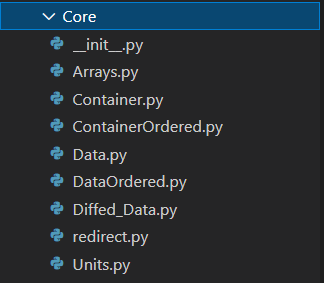 Core
__init__.py
Arrays.py
Container.py
ContainerOrdered.py
Data.py
DataOrdered.py
Diffed_Data.py
redirect.py
Units.py